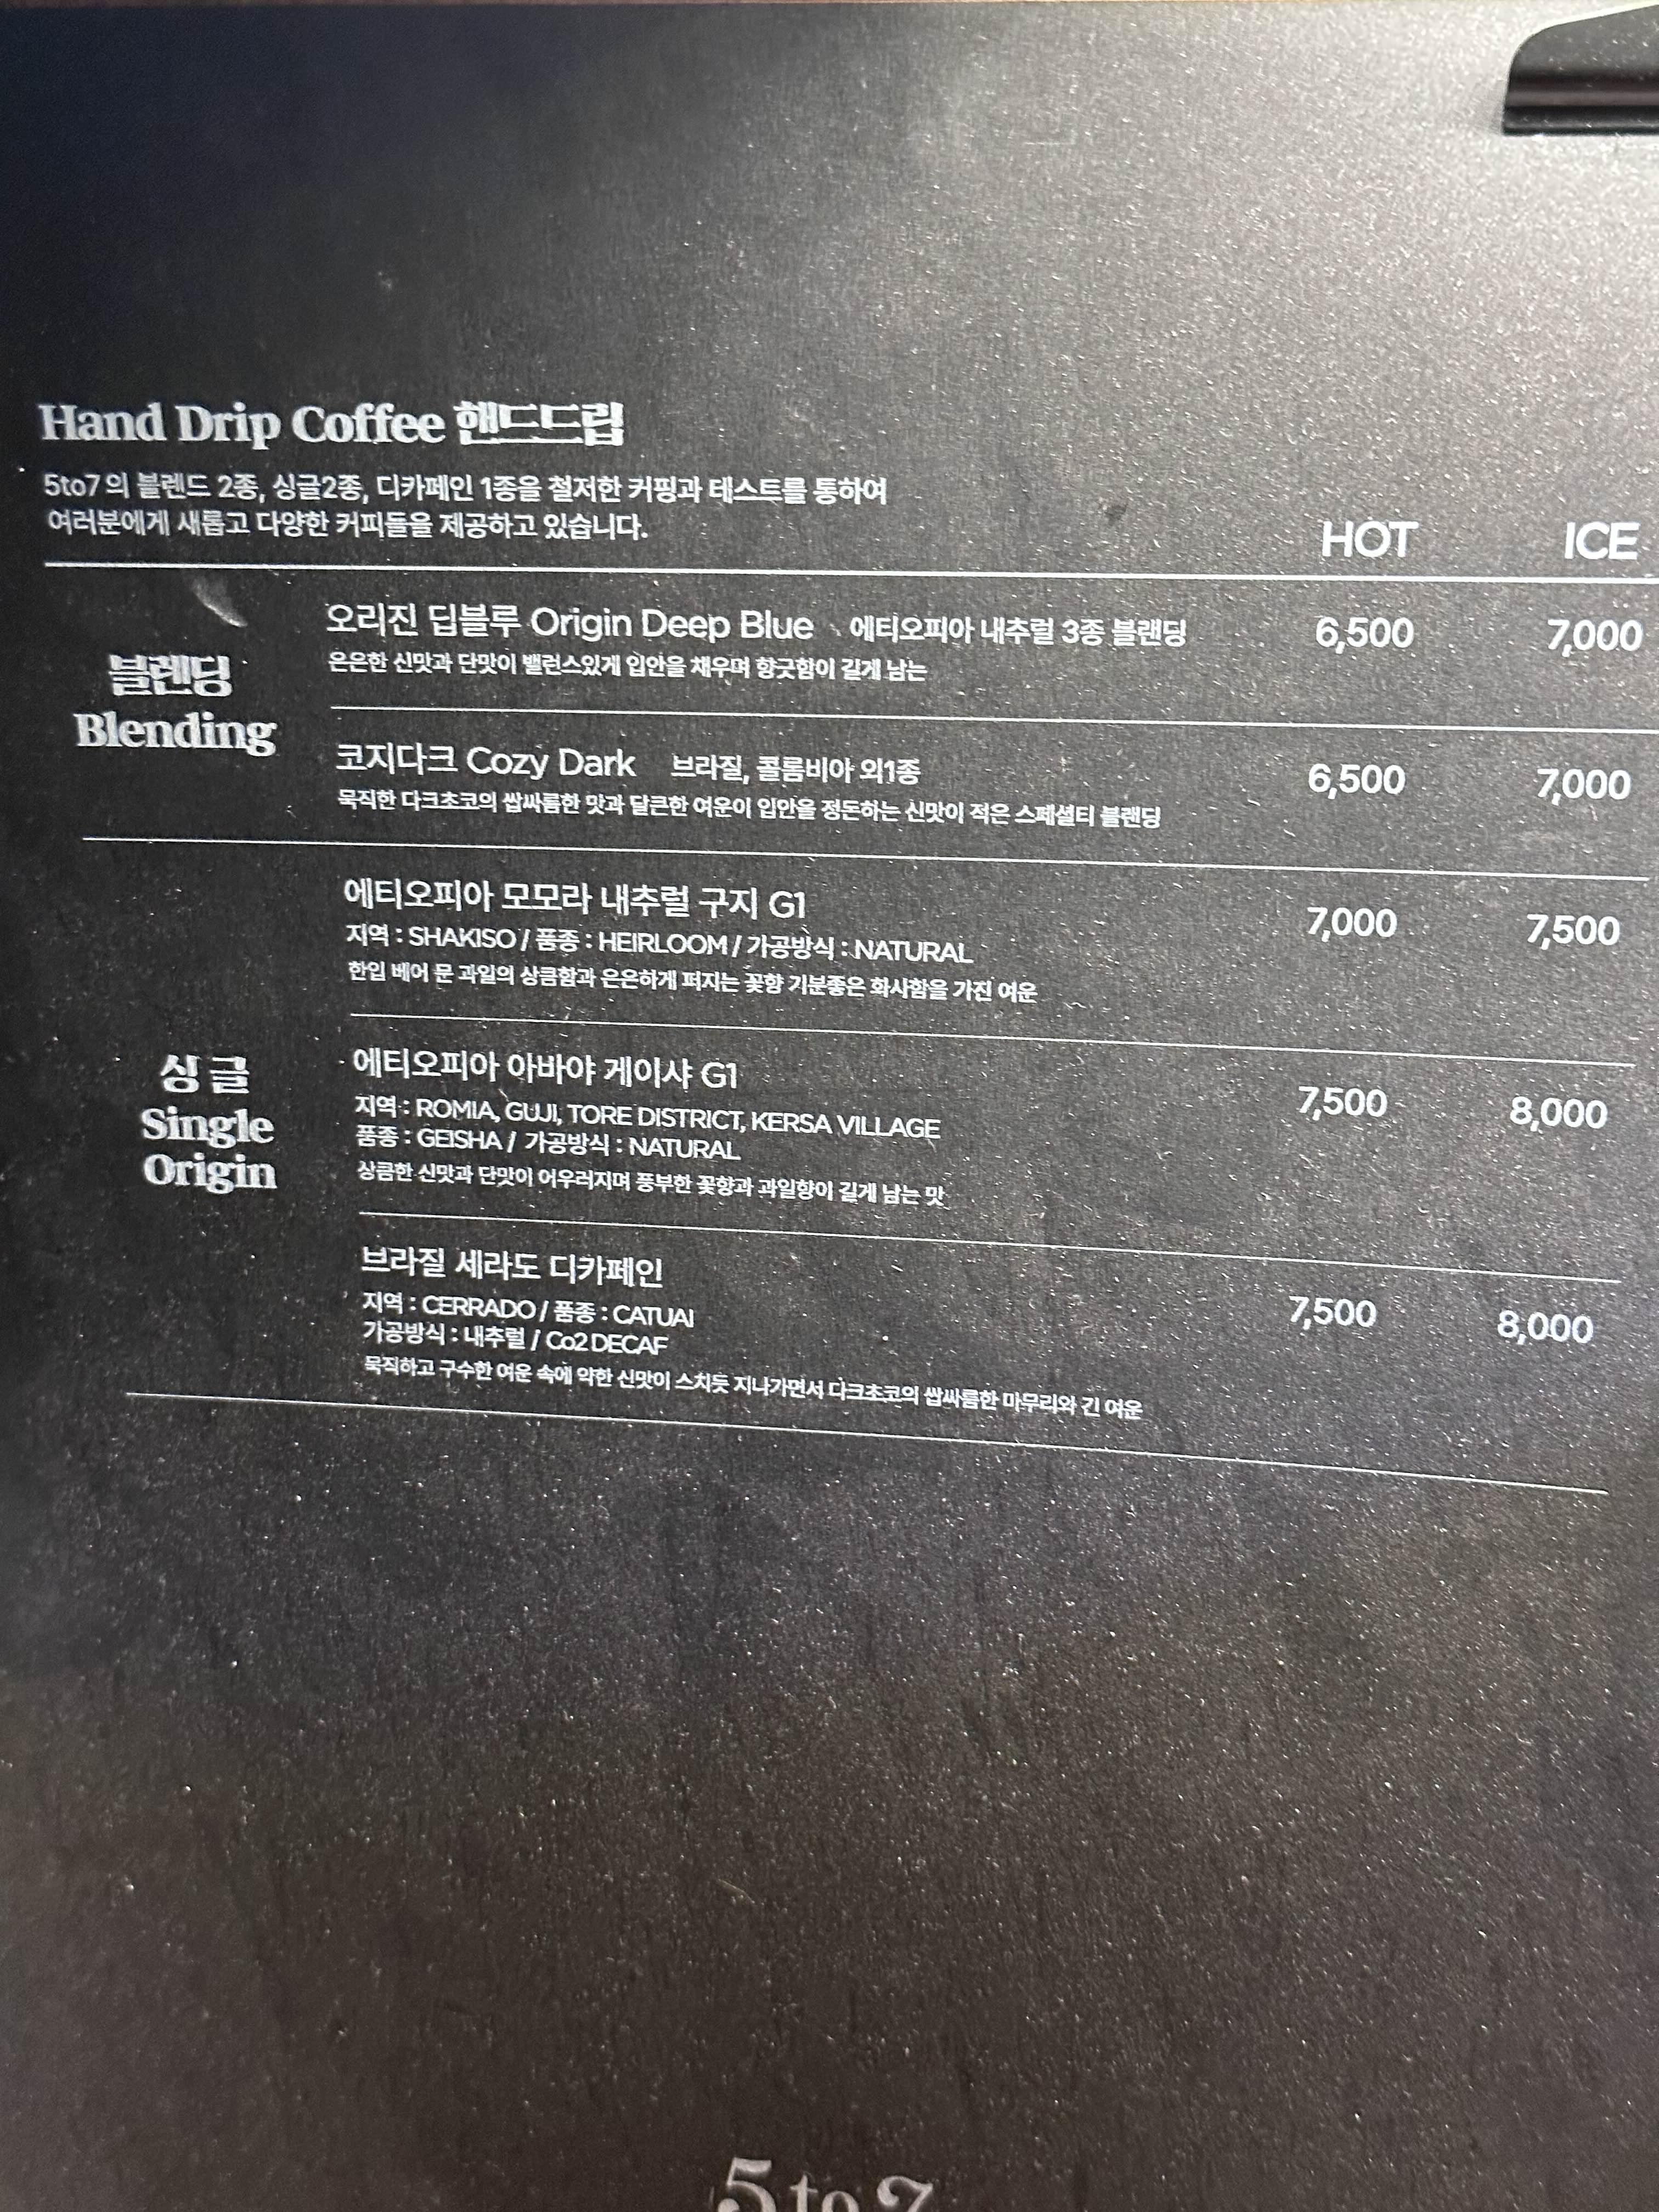 Hand Drip Coffee 핸드드립
5to7의 블렌드 2종, 싱글2종, 디카페인 1종을 철저한 커핑과 테스트를 통하여
여러분에게 새롭고 다양한 커피들을 제공하고 있습니다.
HOT ICE
블렌딩
Blending
오리진 딥블루 Origin Deep Blue 에티오피아 내추럴 3종 블랜딩 6,500 7,000
은은한 신맛과 단맛이 밸런스있게 입안을 채우며 향긋함이 길게 남는
코지다크 Cozy Dark 브라질, 콜롬비아 외1종 6,500 7,000
묵직한 다크초코의 쌉싸름한 맛과 달큰한 여운이 입안을 정돈하는 신맛이 적은 스페셜티 블랜딩
싱글
Single
Origin
에티오피아 모모라 내추럴 구지 G1 7,000 7,500
지역 : SHAKISO / 품종 : HEIRLOOM / 가공방식 : NATURAL
한입 베어 문 과일의 상큼함과 은은하게 퍼지는 꽃향 기분좋은 화사함을 가진 여운
에티오피아 아바야 게이샤 G1 7,500 8,000
지역 : ROMIA, GUJI, TORE DISTRICT, KERSA VILLAGE
품종 : GEISHA / 가공방식 : NATURAL
상큼한 신맛과 단맛이 어우러지며 풍부한 꽃향과 과일향이 길게 남는 맛
브라질 세라도 디카페인 7,500 8,000
지역 : CERRADO / 품종 : CATUAI
가공방식 : 내추럴 / Co2 DECAF
묵직하고 구수한 여운 속에 약한 신맛이 스치듯 지나가면서 다크초코의 쌉싸름한 마무리와 긴 여운
5 to 7